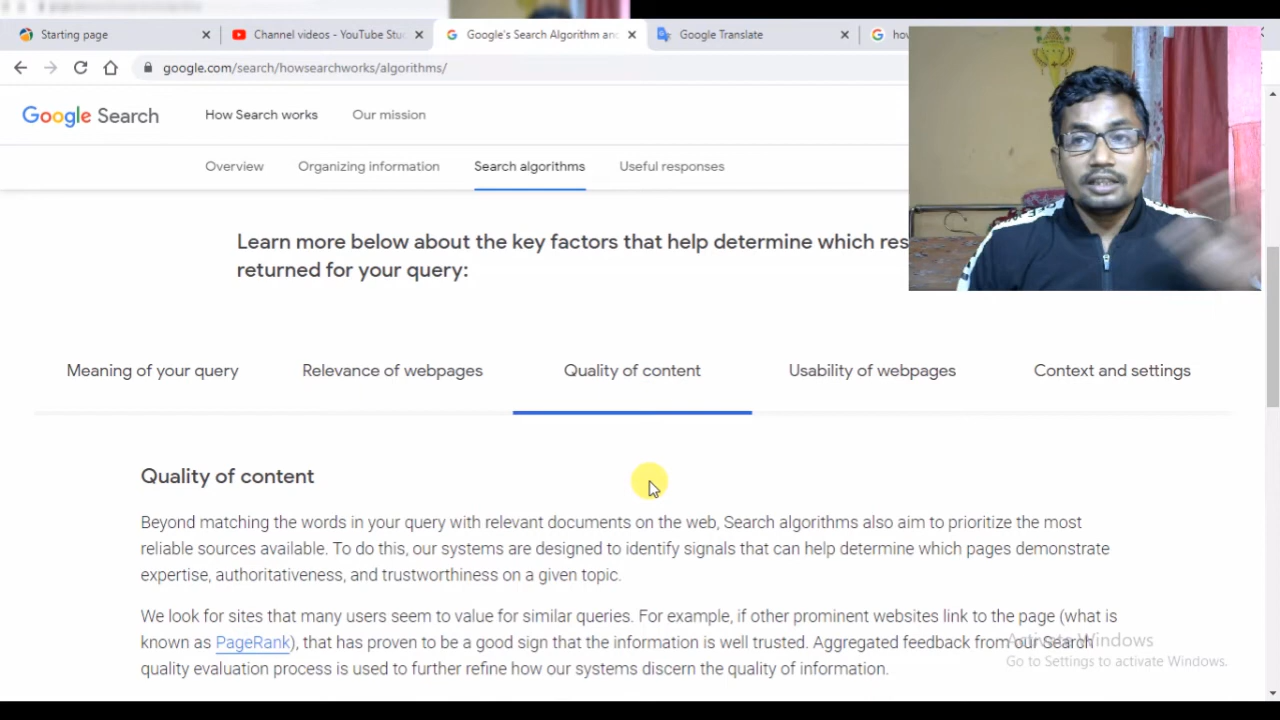 Starting page
Channel videos - YouTube Stu
Google's Search Algorithm and
Google Translate
how
google.com/search/howsearchworks/algorithms/
Google Search
How Search works
Our mission
Overview
Organizing information
Search algorithms
Useful responses
Learn more below about the key factors that help determine which res
returned for your query:
Meaning of your query
Relevance of webpages
Quality of content
Usability of webpages
Context and settings
Quality of content
Beyond matching the words in your query with relevant documents on the web, Search algorithms also aim to prioritize the most
reliable sources available. To do this, our systems are designed to identify signals that can help determine which pages demonstrate
expertise, authoritativeness, and trustworthiness on a given topic.
We look for sites that many users seem to value for similar queries. For example, if other prominent websites link to the page (what is
known as PageRank), that has proven to be a good sign that the information is well trusted. Aggregated feedback from our Search
quality evaluation process is used to further refine how our systems discern the quality of information.
Activate Windows
Go to Settings to activate Windows.